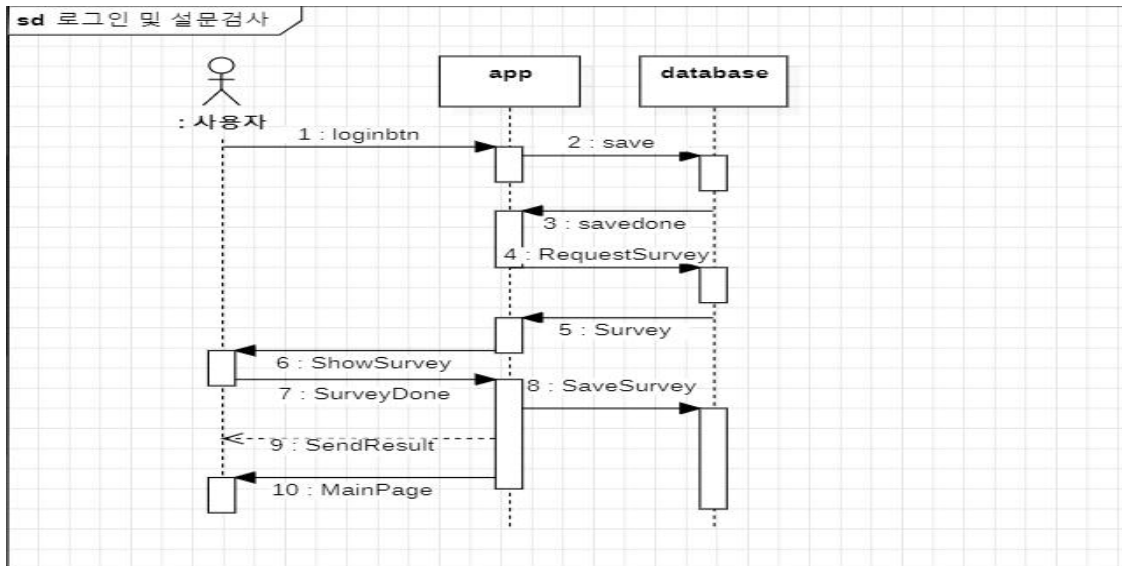 sd 로그인 및 설문검사
app
database
: 사용자
1 : loginbtn
2 : save
3 : savedone
4 : RequestSurvey
5 : Survey
6 : ShowSurvey
7 : SurveyDone
8 : SaveSurvey
9 : SendResult
10 : MainPage